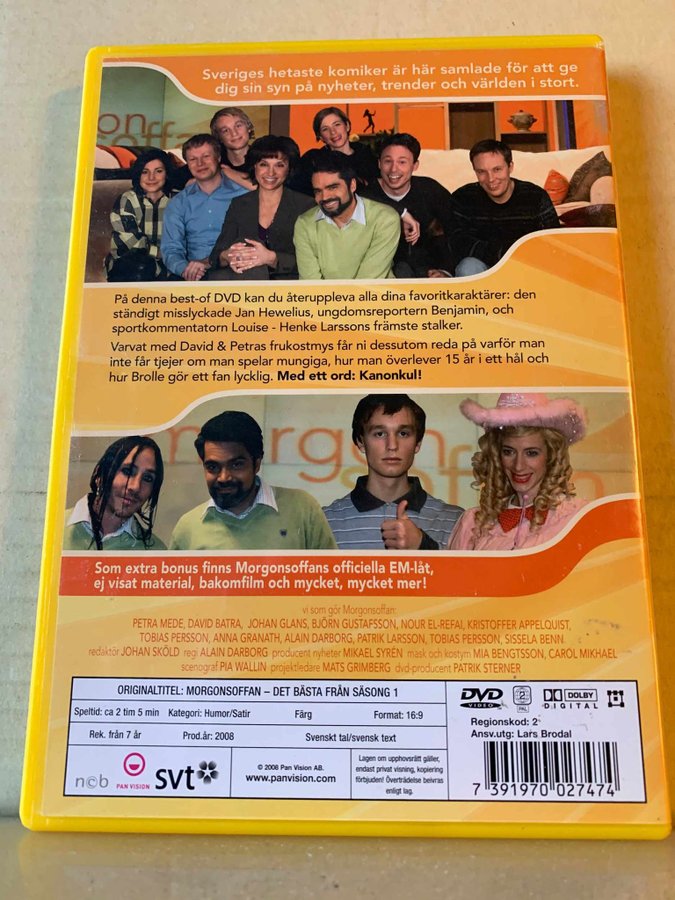 Sveriges hetaste komiker är här samlade för att ge
dig sin syn på nyheter, trender och världen i stort.
mon
soffan
På denna best-of DVD kan du återuppleva alla dina favoritkaraktärer: den
ständigt misslyckade Jan Hewelius, ungdomsreportern Benjamin, och
sportkommentatorn Louise - Henke Larssons främste stalker.
Varvat med David & Petras frukostmys får ni dessutom reda på varför man
inte får tjejer om man spelar mungiga, hur man överlever 15 år i ett hål och
hur Brolle gör ett fan lycklig. Med ett ord: Kanonkul!
morgon
soffan
Som extra bonus finns Morgonsoffans officiella EM-låt,
ej visat material, bakomfilm och mycket, mycket mer!
vi som gör Morgonsoffan:
PETRA MEDE, DAVID BATRA, JOHAN GLANS, BJÖRN GUSTAFSSON, NOUR EL-REFAI, KRISTOFFER APPELQUIST,
TOBIAS PERSSON, ANNA GRANATH, ALAIN DARBORG, PATRIK LARSSON, TOBIAS PERSSON, SISSELA BENN
redaktör JOHAN SKÖLD regi ALAIN DARBORG producent nyheter MIKAEL SYRÉN mask och kostym MIA BENGTSSON, CAROL MIKHAEL
scenograf PIA WALLIN projektledare MATS GRIMBERG dvd-producent PATRIK STERNER
ORIGINALTITEL: MORGONSOFFAN – DET BÄSTA FRÅN SÄSONG 1
Speltid: ca 2 tim 5 min Kategori: Humor/Satir Färg Format: 16:9
Rek. från 7 år Prod.år: 2008 Svenskt tal/svensk text
ncb PAN VISION svt
© 2008 Pan Vision AB.
www.panvision.com
Lagen om upphovsrätt gäller,
endast privat visning, kopiering
förbjuden! Överträdelse beivras
enligt lag.
DVD VIDEO 2 PAL DOLBY DIGITAL
Regionskod: 2
Ansv.utg: Lars Brodal
7 391970 027474